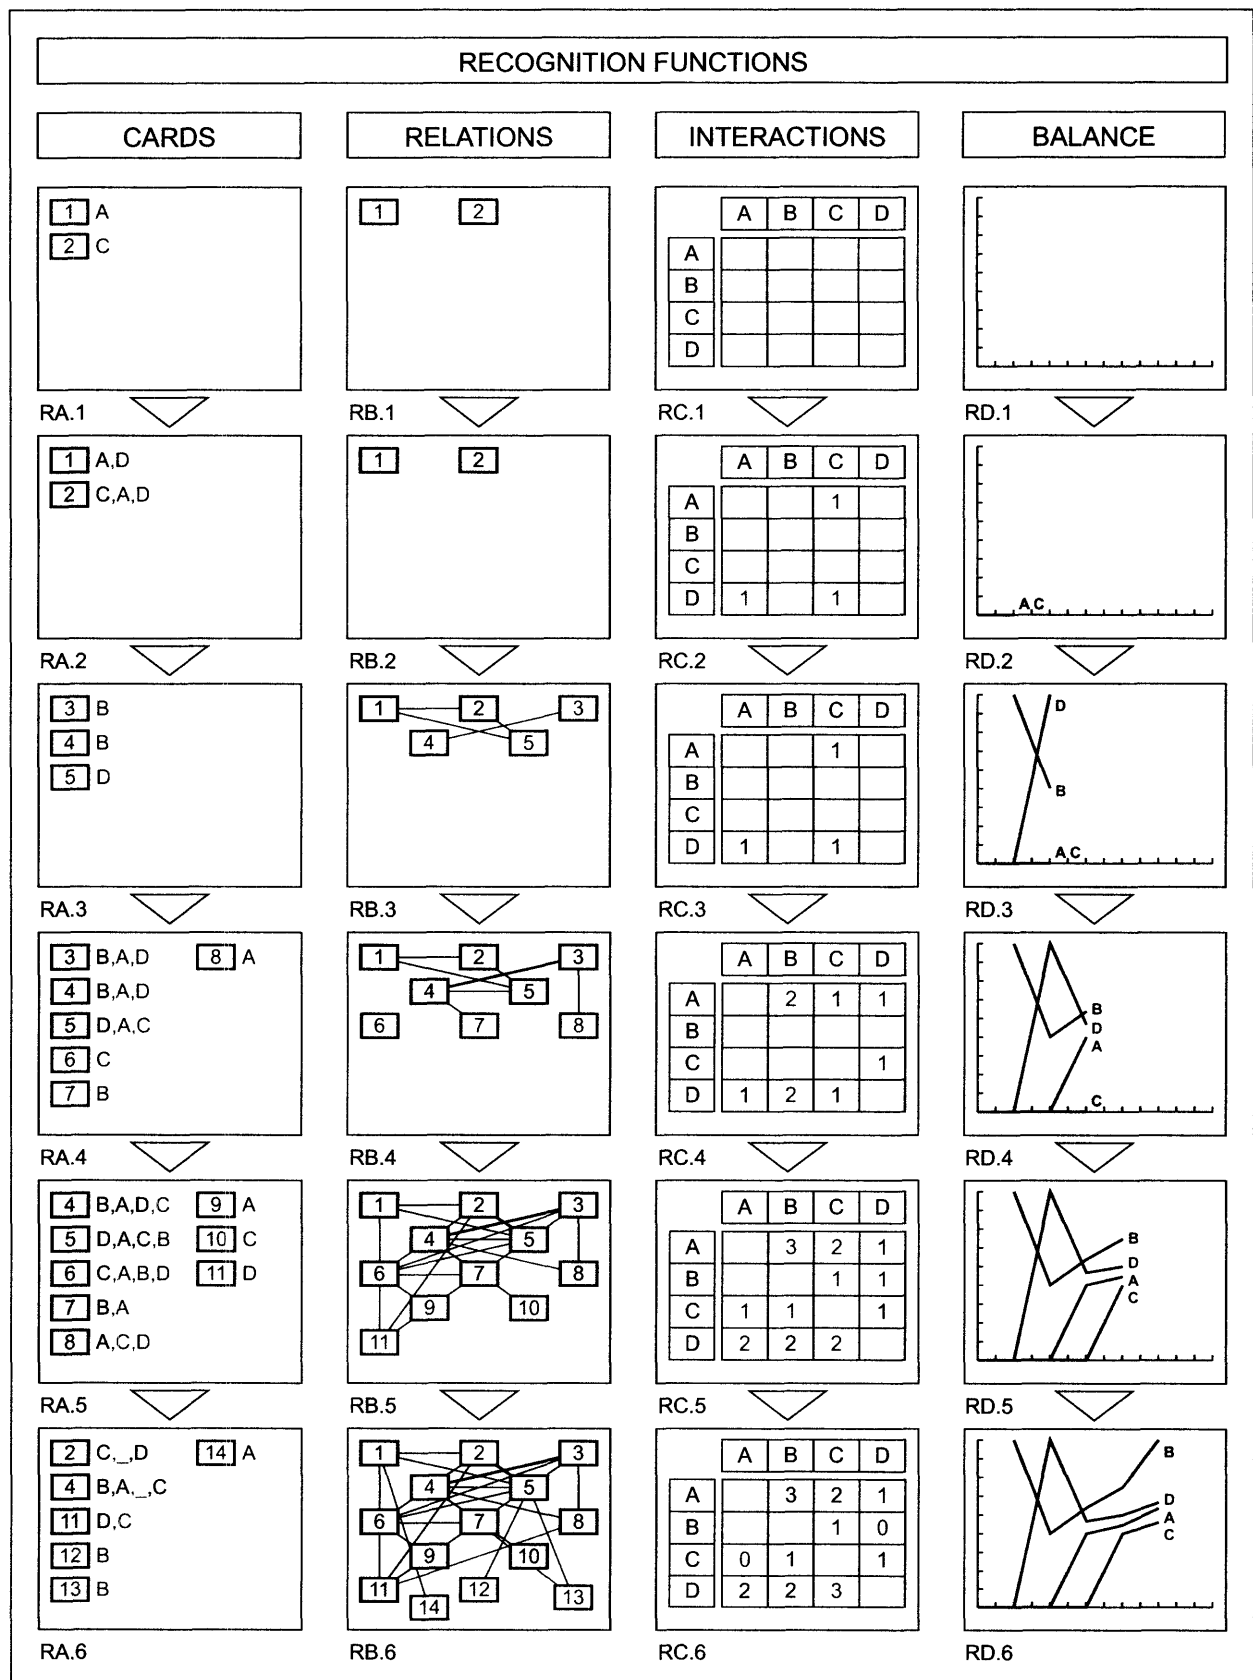 RECOGNITION FUNCTIONS
CARDS RELATIONS INTERACTIONS BALANCE
1 A
2 C
1 2
A B C D
A
B
C
D
RA.1 RB.1 RC.1 RD.1
1 A,D
2 C,A,D
1 2
A B C D
A 1
B
C
D 1 1
A C
RA.2 RB.2 RC.2 RD.2
3 B
4 B
5 D
1 2 3
4 5
A B C D
A 1
B
C
D 1 1
D
B
A C
RA.3 RB.3 RC.3 RD.3
3 B,A,D 8 A
4 B,A,D
5 D,A,C
6 C
7 B
1 2 3
4 5
6 7 8
A B C D
A 2 1 1
B
C 1
D 1 2 1
B
D
A
C
RA.4 RB.4 RC.4 RD.4
4 B,A,D,C 9 A
5 D,A,C,B 10 C
6 C,A,B,D 11 D
7 B,A
8 A,C,D
1 2 3
4 5
6 7 8
9 10
11
A B C D
A 3 2 1
B 1 1
C 1 1 1
D 2 2 2
B
D
A
C
RA.5 RB.5 RC.5 RD.5
2 C,_,D 14 A
4 B,A,_,C
11 D,C
12 B
13 B
1 2 3
4 5
6 7 8
9 10
11 12 13
14
A B C D
A 3 2 1
B 1 0
C 0 1 1
D 2 2 3
B
D
A
C
RA.6 RB.6 RC.6 RD.6